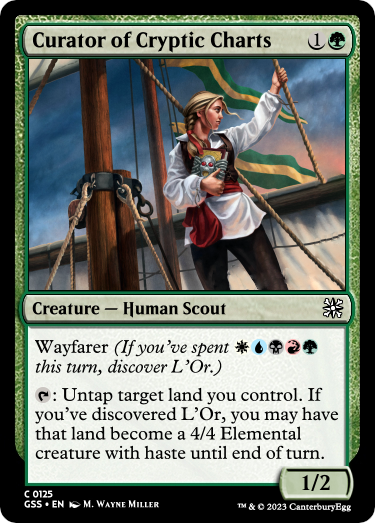 Curator of Cryptic Charts 1
Creature — Human Scout
Wayfarer (If you've spent
this turn, discover L'Or.)
: Untap target land you control. If
you've discovered L'Or, you may have
that land become a 4/4 Elemental
creature with haste until end of turn.
1/2
C 0125
GSS • EN M. Wayne Miller
™ & © 2023 CanterburyEgg